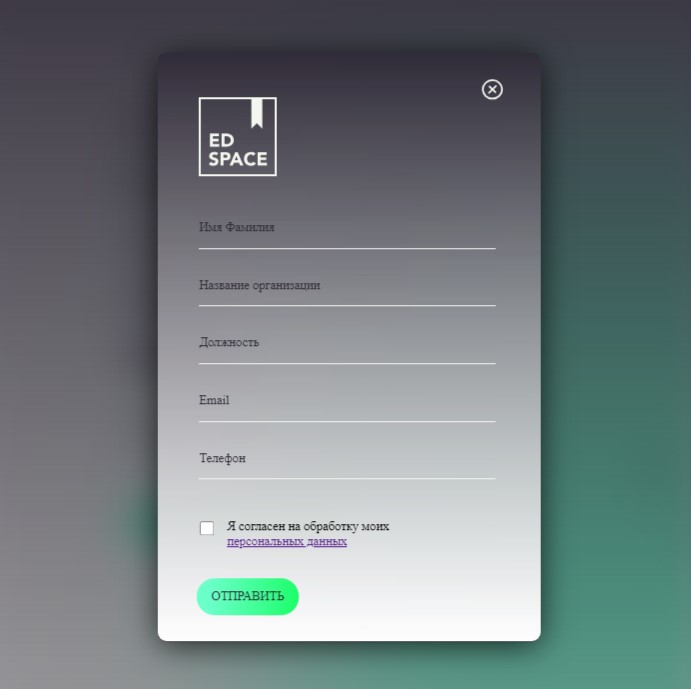 ED
SPACE
Имя Фамилия
Название организации
Должность
Email
Телефон
Я согласен на обработку моих
персональных данных
ОТПРАВИТЬ